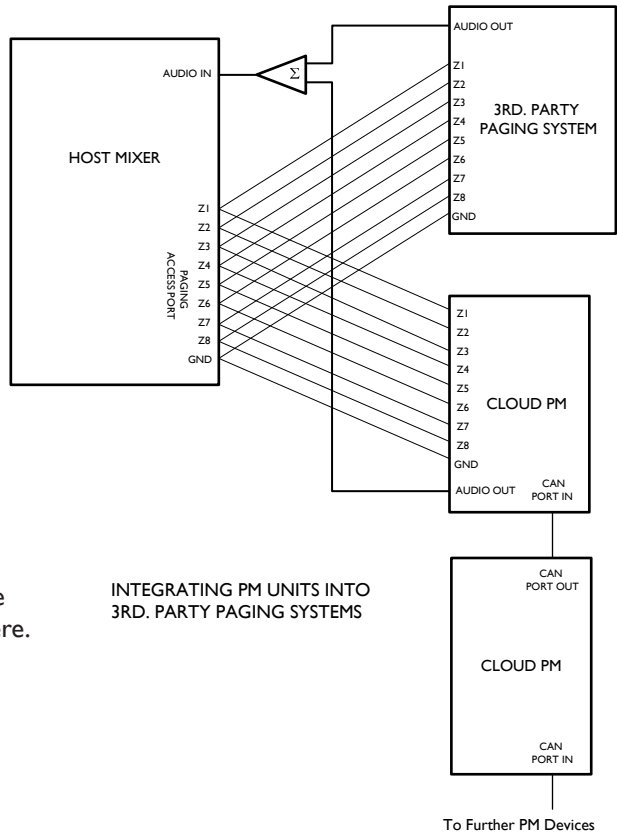 AUDIO OUT
AUDIO IN
Σ
Z1
Z2
Z3
Z4
Z5
Z6
Z7
Z8
GND
3RD. PARTY
PAGING SYSTEM
HOST MIXER
PAGING
ACCESS PORT
Z1
Z2
Z3
Z4
Z5
Z6
Z7
Z8
GND
Z1
Z2
Z3
Z4
Z5
Z6
Z7
Z8
GND
CLOUD PM
AUDIO OUT
CAN
PORT IN
INTEGRATING PM UNITS INTO
3RD. PARTY PAGING SYSTEMS
e
re.
CAN
PORT OUT
CLOUD PM
CAN
PORT IN
To Further PM Devices